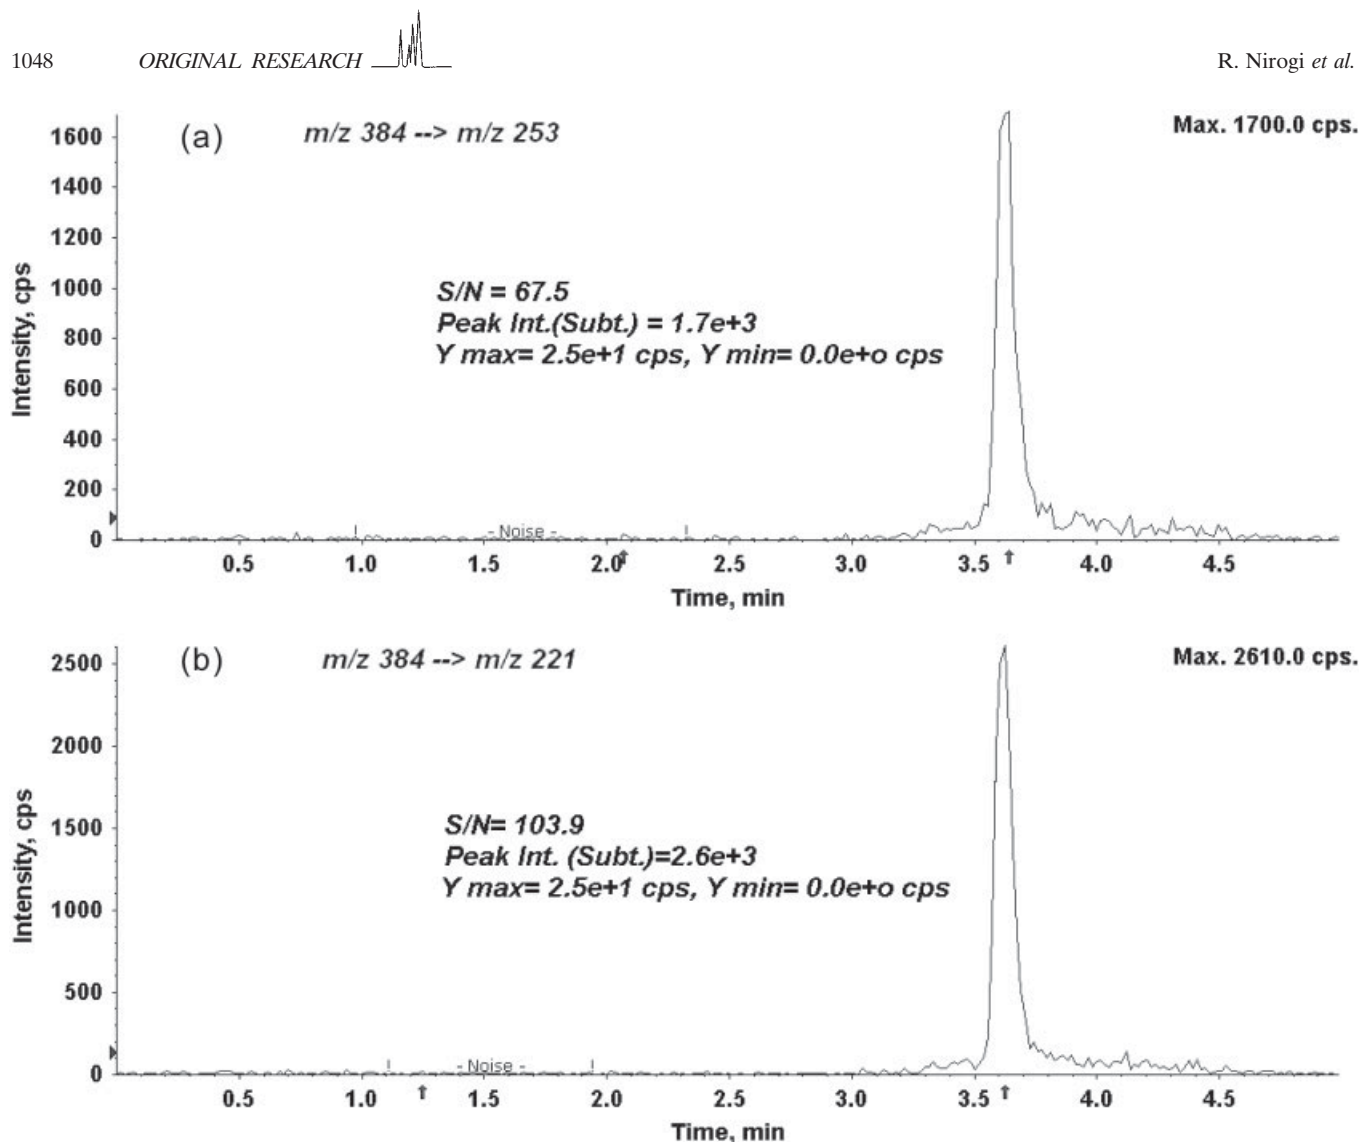 1048 ORIGINAL RESEARCH R. Nirogi et al.
(a) m/z 384 --> m/z 253 Max. 1700.0 cps.
1600
1400
1200
1000
800
600
400
200
0
Intensity, cps
S/N = 67.5
Peak Int.(Subt.) = 1.7e+3
Y max= 2.5e+1 cps, Y min= 0.0e+o cps
- Noise -
0.5 1.0 1.5 2.0 2.5 3.0 3.5 4.0 4.5
Time, min
(b) m/z 384 --> m/z 221 Max. 2610.0 cps.
2500
2000
1500
1000
500
0
Intensity, cps
S/N= 103.9
Peak Int. (Subt.)=2.6e+3
Y max= 2.5e+1 cps, Y min= 0.0e+o cps
- Noise -
0.5 1.0 1.5 2.0 2.5 3.0 3.5 4.0 4.5
Time, min